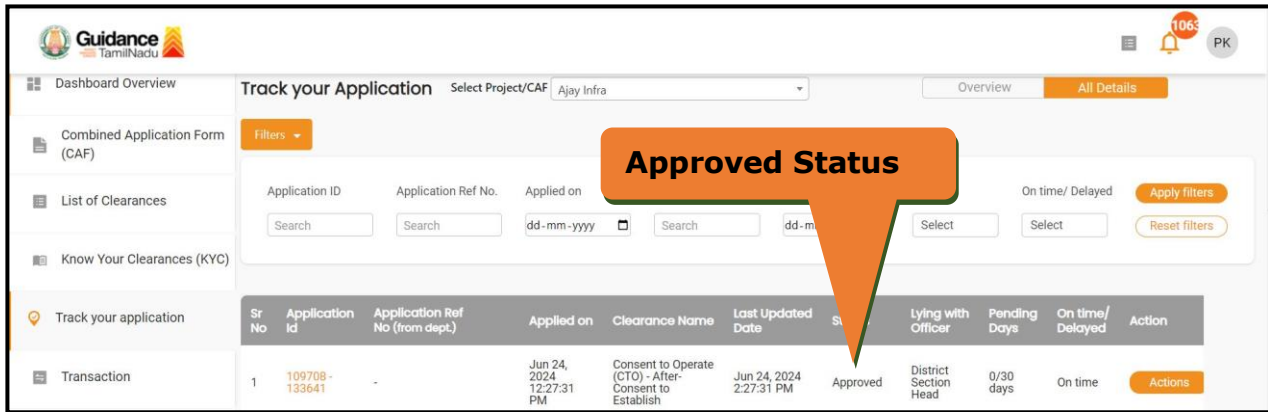 Guidance
TamilNadu
1063
PK
Dashboard Overview
Track your Application
Select Project/CAF
Ajay Infra
Overview
All Details
Combined Application Form
(CAF)
Filters
Approved Status
List of Clearances
Application ID
Application Ref No.
Applied on
On time/ Delayed
Apply filters
Search
Search
dd-mm-yyyy
Search
dd-m
Select
Select
Reset filters
Know Your Clearances (KYC)
Track your application
Sr No
Application Id
Application Ref No (from dept.)
Applied on
Clearance Name
Last Updated Date
Lying with Officer
Pending Days
On time/ Delayed
Action
Transaction
1
109708 -
133641
-
Jun 24,
2024
12:27:31
PM
Consent to Operate
(CTO) - After-
Consent to
Establish
Jun 24, 2024
2:27:31 PM
Approved
District
Section
Head
0/30
days
On time
Actions